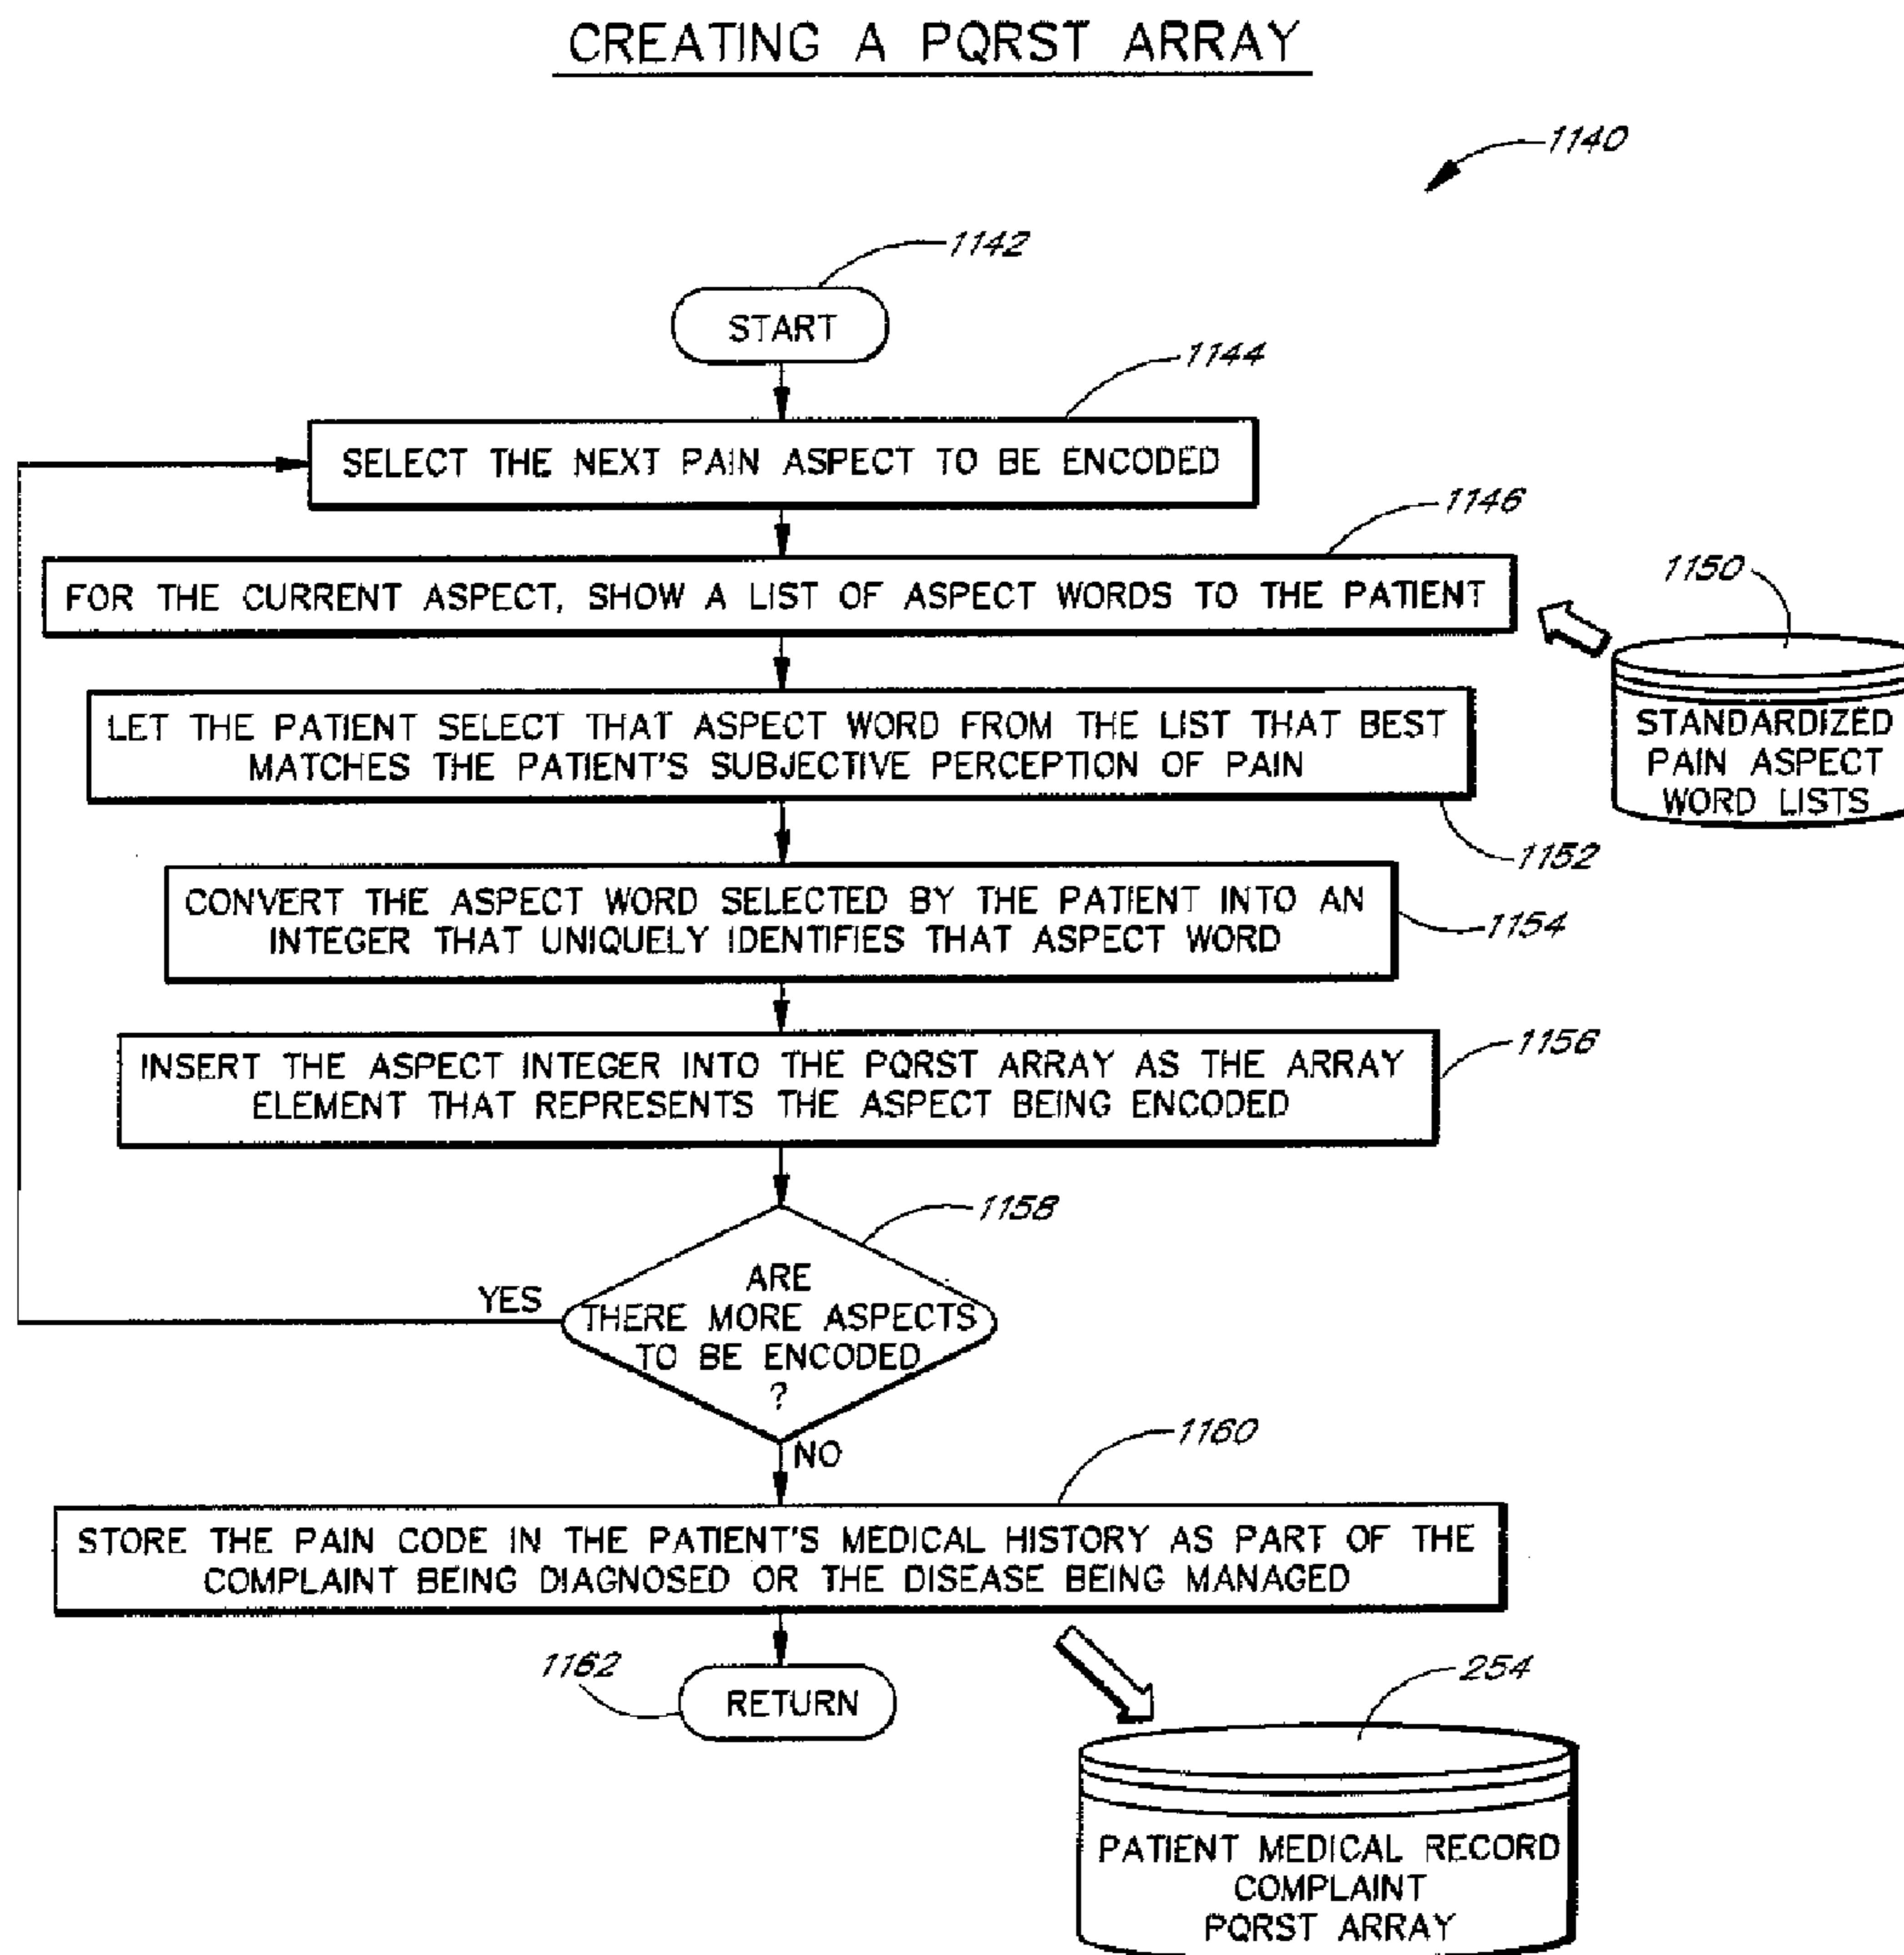 CREATING A PQRST ARRAY
1140
1142
START
1144
SELECT THE NEXT PAIN ASPECT TO BE ENCODED
1146
FOR THE CURRENT ASPECT, SHOW A LIST OF ASPECT WORDS TO THE PATIENT
1150
STANDARDIZED
PAIN ASPECT
WORD LISTS
LET THE PATIENT SELECT THAT ASPECT WORD FROM THE LIST THAT BEST
MATCHES THE PATIENT'S SUBJECTIVE PERCEPTION OF PAIN
1152
CONVERT THE ASPECT WORD SELECTED BY THE PATIENT INTO AN
INTEGER THAT UNIQUELY IDENTIFIES THAT ASPECT WORD
1154
INSERT THE ASPECT INTEGER INTO THE PQRST ARRAY AS THE ARRAY
ELEMENT THAT REPRESENTS THE ASPECT BEING ENCODED
1156
1158
ARE
THERE MORE ASPECTS
TO BE ENCODED
?
YES
NO
1160
STORE THE PAIN CODE IN THE PATIENT'S MEDICAL HISTORY AS PART OF THE
COMPLAINT BEING DIAGNOSED OR THE DISEASE BEING MANAGED
1162
RETURN
254
PATIENT MEDICAL RECORD
COMPLAINT
PQRST ARRAY